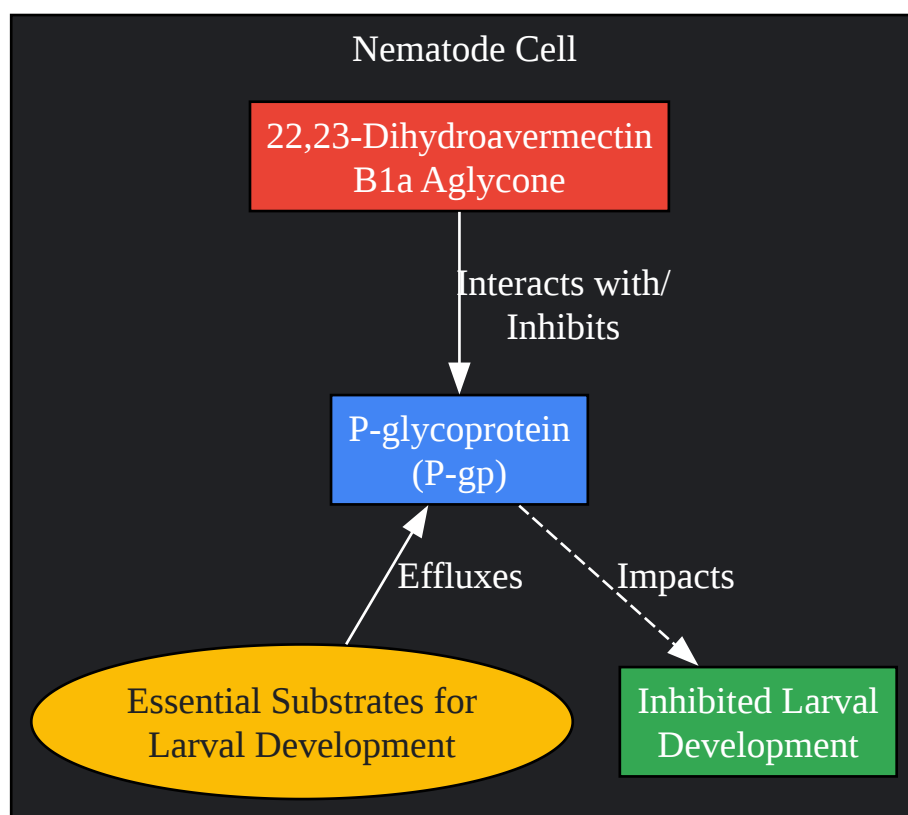 Nematode Cell
22,23-Dihydroavermectin
B1a Aglycone
Interacts with/
Inhibits
P-glycoprotein
(P-gp)
Effluxes
Impacts
Essential Substrates for
Larval Development
Inhibited Larval
Development